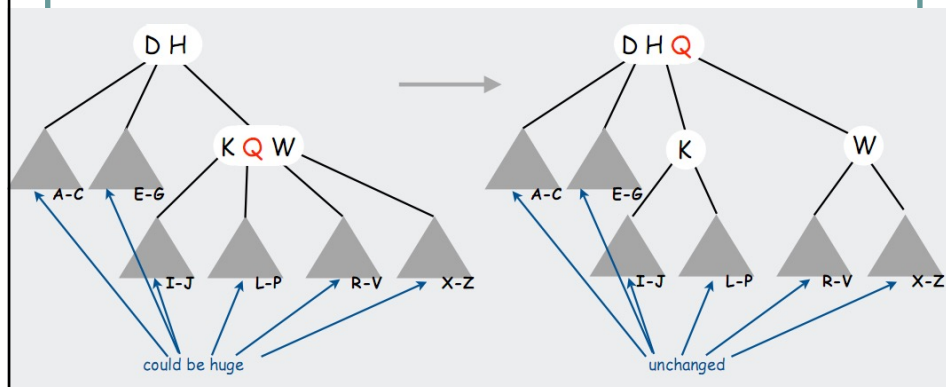 D H
D H Q
K Q W
K
W
A-C
E-G
A-C
E-G
I-J
L-P
R-V
X-Z
I-J
L-P
R-V
X-Z
could be huge
unchanged